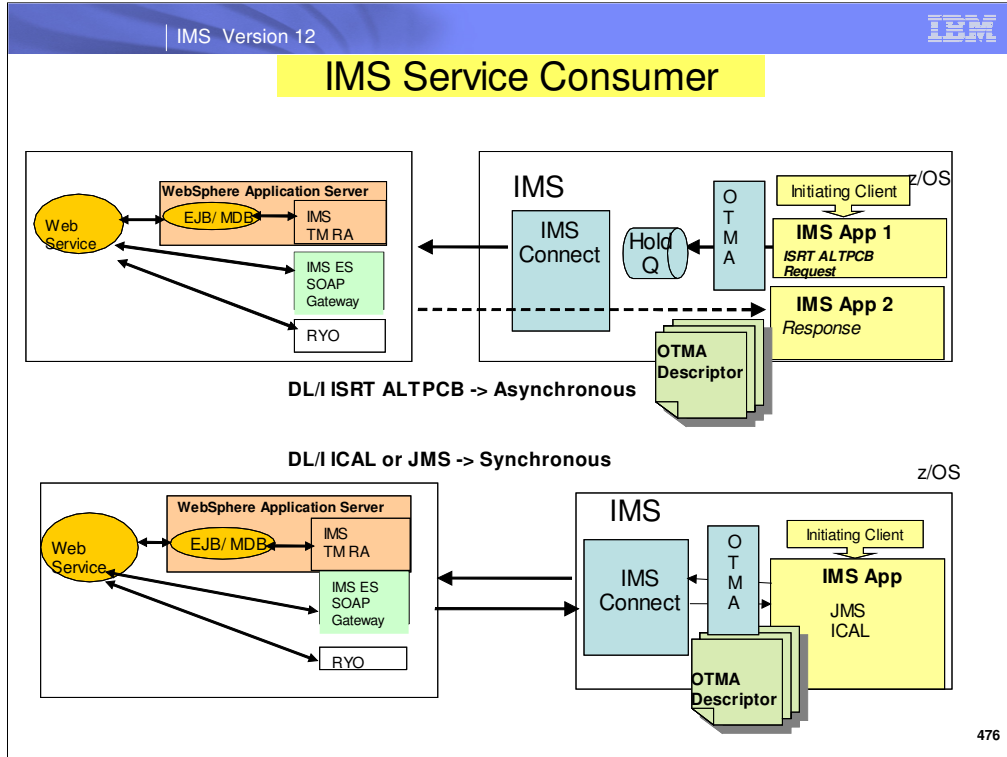 IMS Version 12
IBM
IMS Service Consumer
WebSphere Application Server
EJB/ MDB
IMS
TM RA
Web
Service
IMS ES
SOAP
Gateway
RYO
z/OS
IMS
IMS
Connect
Hold
Q
O
T
M
A
Initiating Client
IMS App 1
ISRT ALTPCB
Request
IMS App 2
Response
OTMA
Descriptor
DL/I ISRT ALTPCB -> Asynchronous
DL/I ICAL or JMS -> Synchronous
z/OS
WebSphere Application Server
EJB/ MDB
IMS
TM RA
Web
Service
IMS ES
SOAP
Gateway
RYO
IMS
IMS
Connect
O
T
M
A
Initiating Client
IMS App
JMS
ICAL
OTMA
Descriptor
476